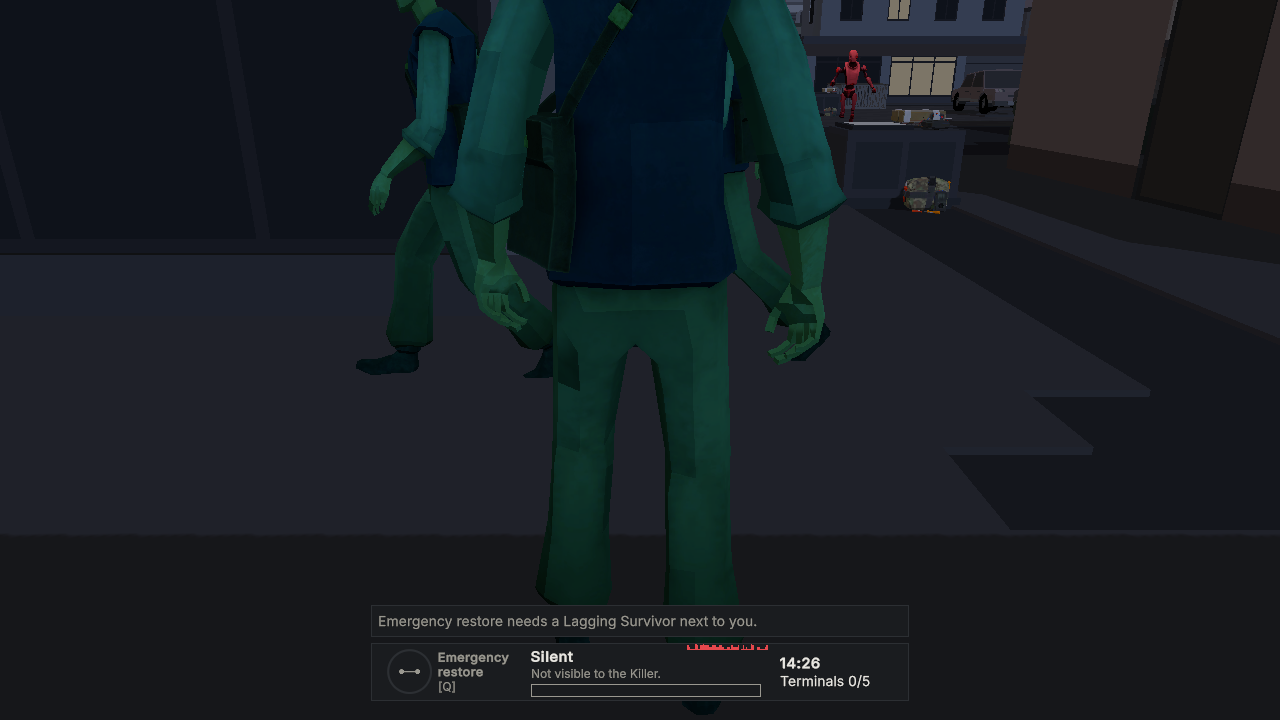 Emergency restore needs a Lagging Survivor next to you.
Emergency
restore
[Q]
Silent
Not visible to the Killer.
14:26
Terminals 0/5